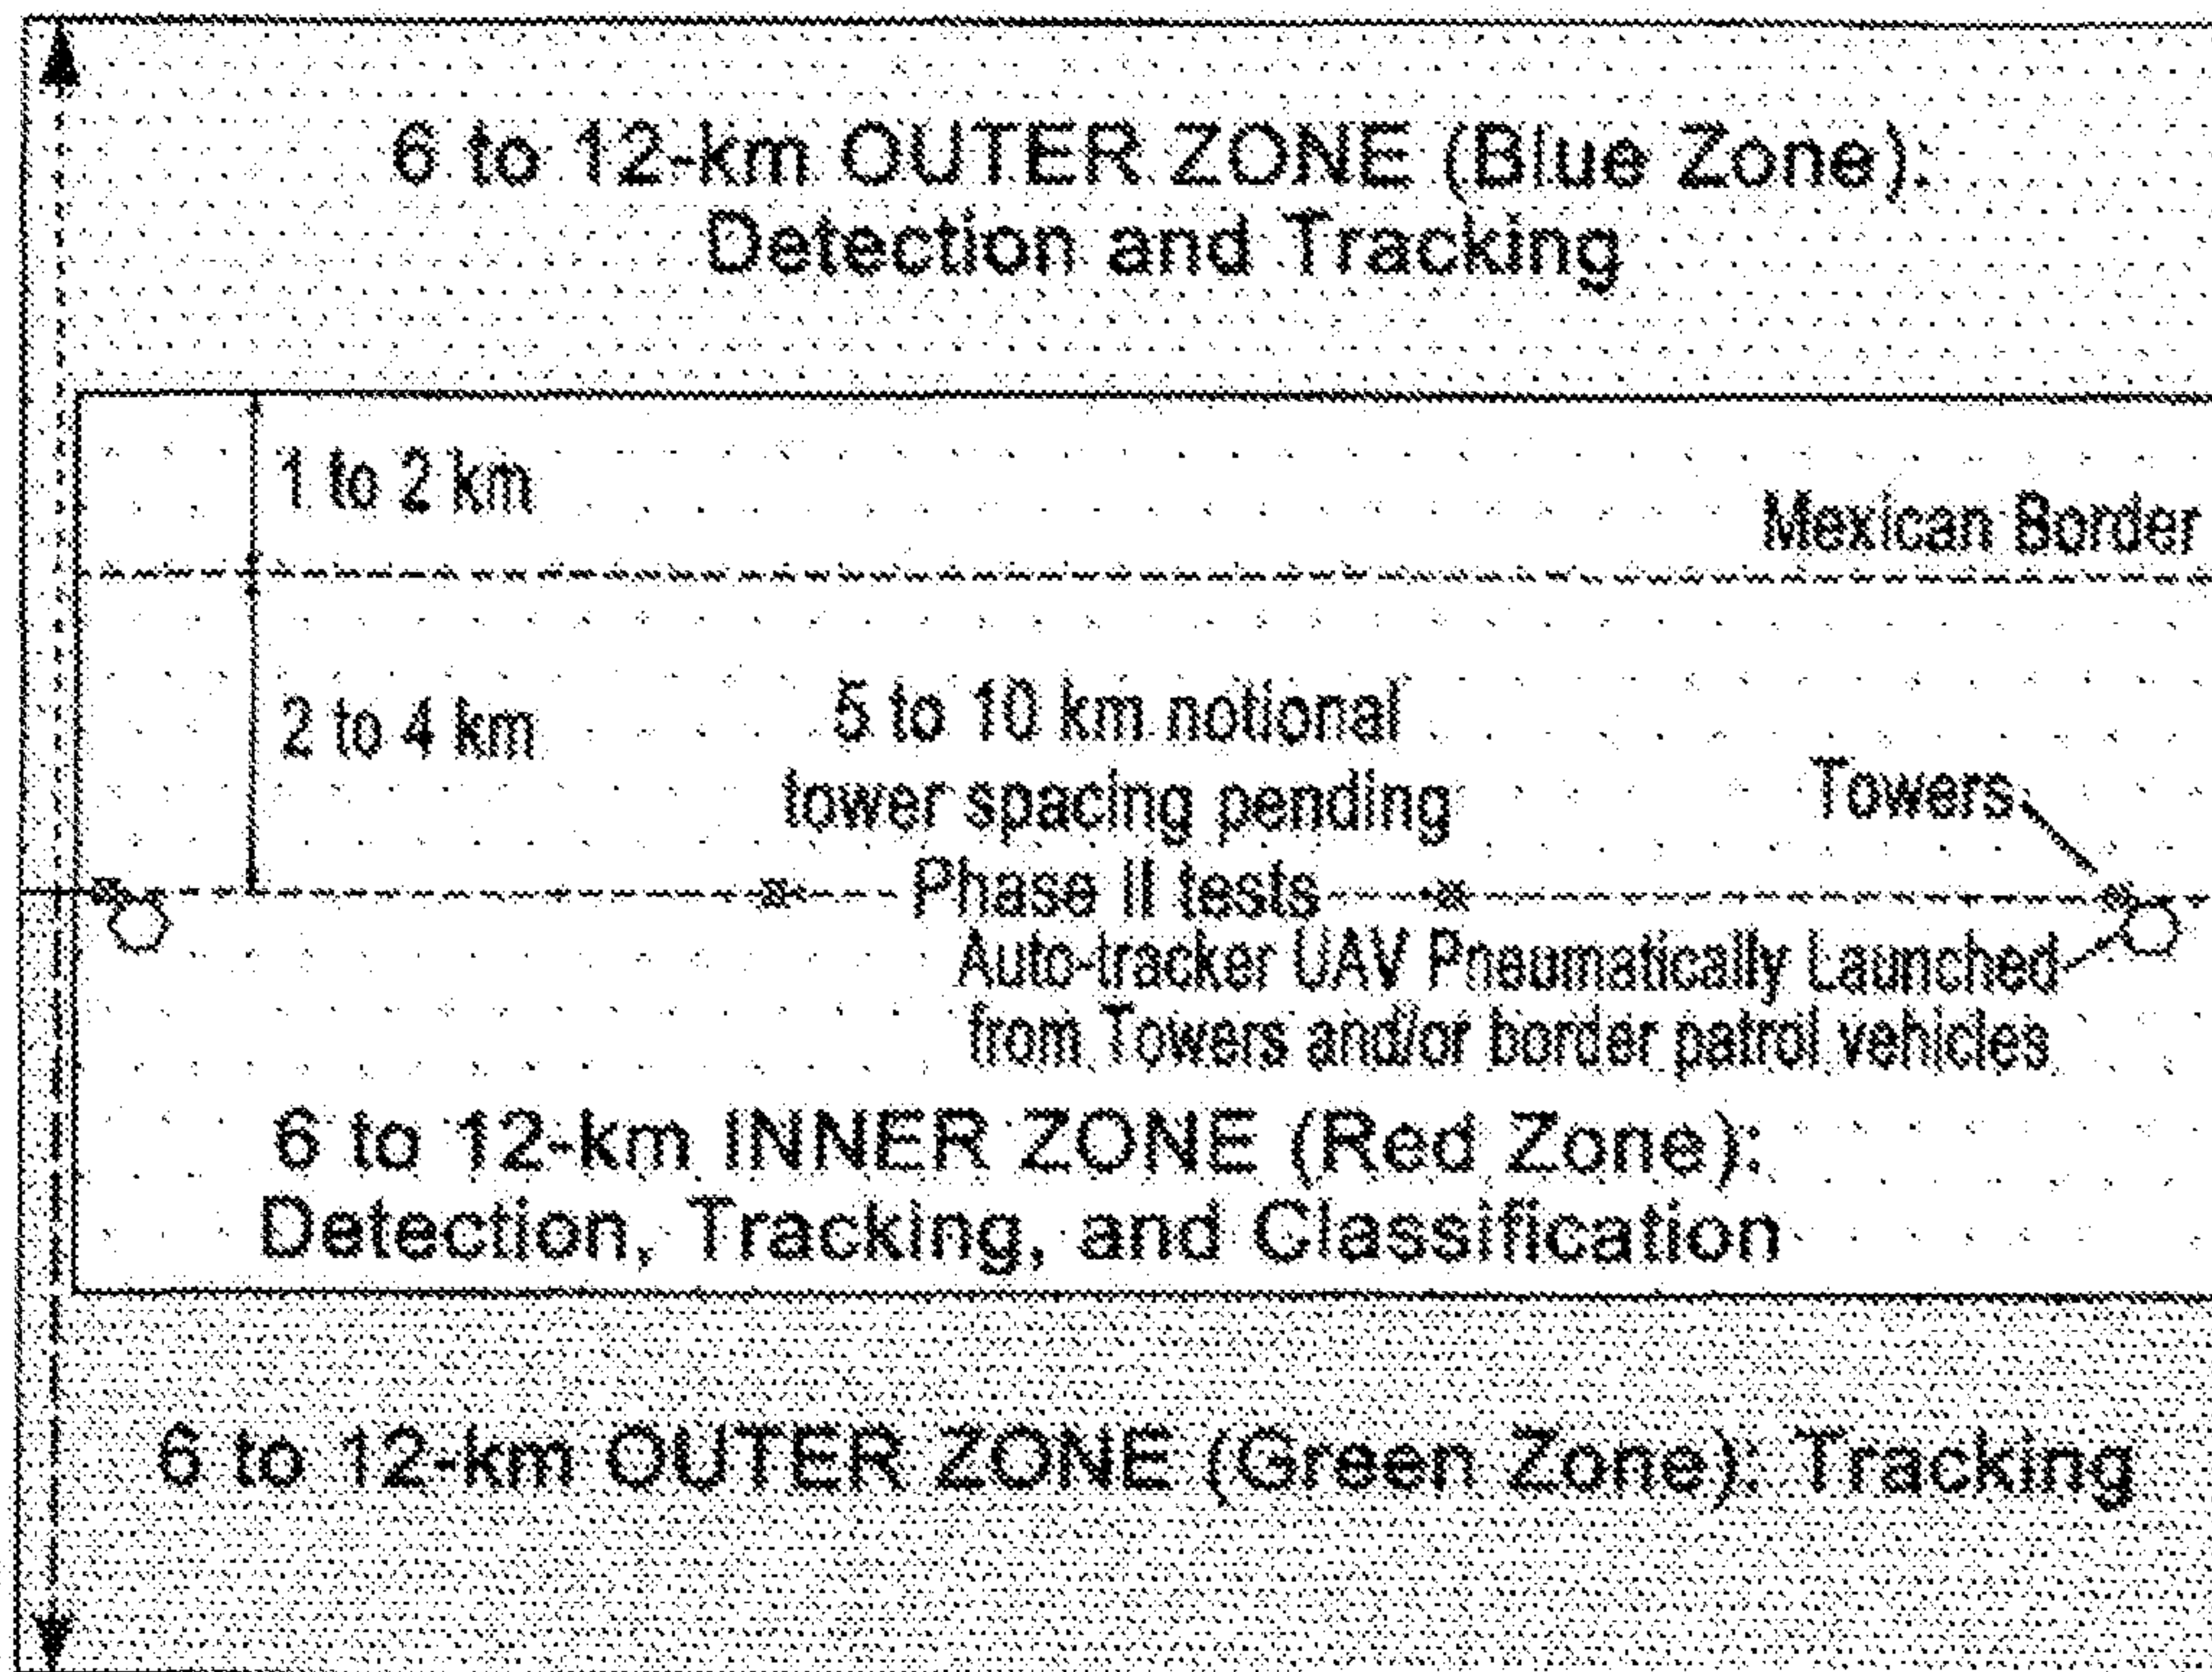 6 to 12-km OUTER ZONE (Blue Zone):
Detection and Tracking
1 to 2 km
Mexican Border
2 to 4 km
5 to 10 km notional
tower spacing pending
Phase II tests
Towers
Auto-tracker UAV Pneumatically Launched
from Towers and/or border patrol vehicles
6 to 12-km INNER ZONE (Red Zone):
Detection, Tracking, and Classification
6 to 12-km OUTER ZONE (Green Zone): Tracking